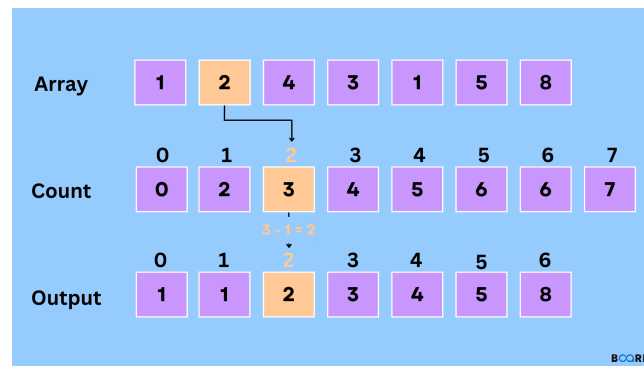 Array 1 2 4 3 1 5 8
0 1 2 3 4 5 6 7
Count 0 2 3 4 5 6 6 7
3 - 1 = 2
0 1 2 3 4 5 6
Output 1 1 2 3 4 5 8